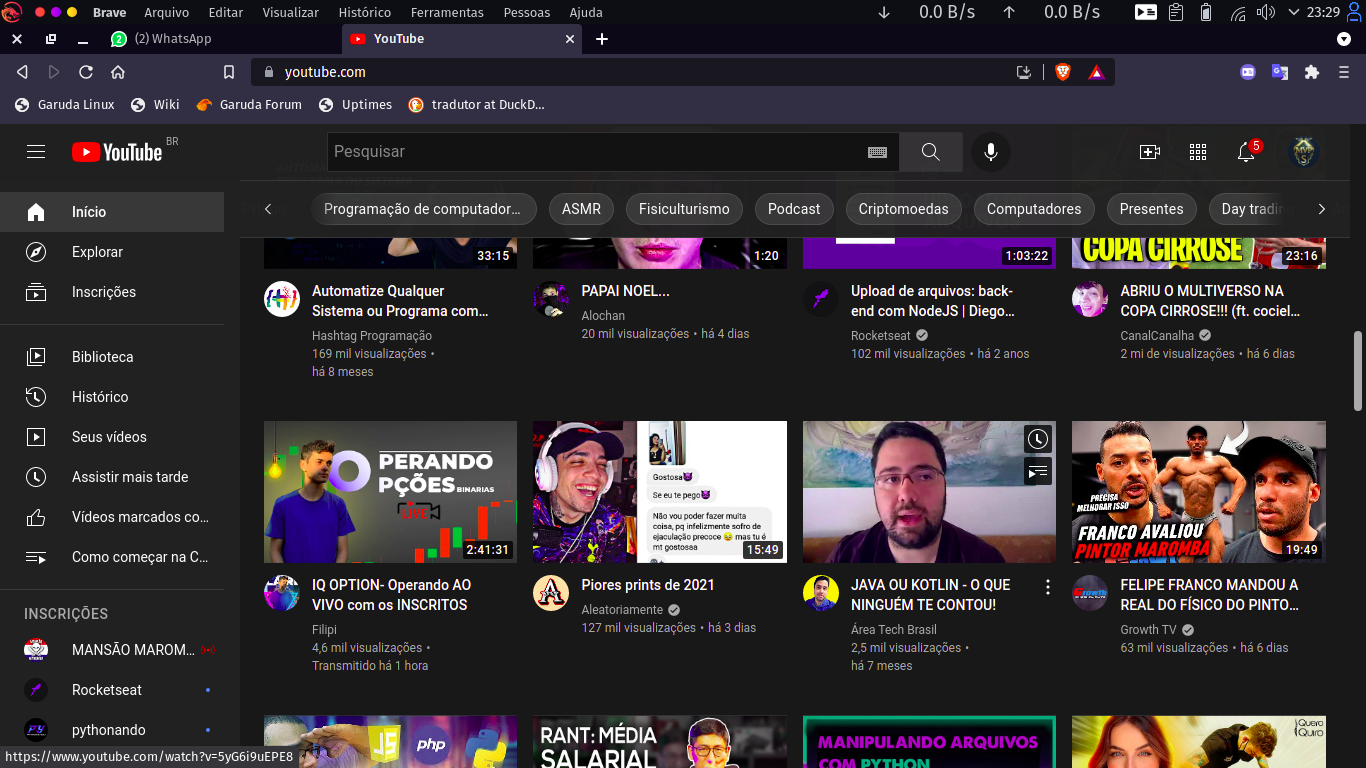 Brave Arquivo Editar Visualizar Histórico Ferramentas Pessoas Ajuda
0.0 B/s 0.0 B/s 23:29
(2) WhatsApp
YouTube
youtube.com
Garuda Linux Wiki Garuda Forum Uptimes tradutor at DuckD...
YouTube BR
Pesquisar
5
Início
Explorar
Inscrições
Biblioteca
Histórico
Seus vídeos
Assistir mais tarde
Vídeos marcados co...
Como começar na C...
INSCRIÇÕES
MANSÃO MAROM...
Rocketseat
pythonando
Programação de computador... ASMR Fisiculturismo Podcast Criptomoedas Computadores Presentes Day tradin
33:15
Automatize Qualquer
Sistema ou Programa com...
Hashtag Programação
169 mil visualizações •
há 8 meses
1:20
PAPAI NOEL...
Alochan
20 mil visualizações • há 4 dias
1:03:22
Upload de arquivos: back-
end com NodeJS | Diego...
Rocketseat
102 mil visualizações • há 2 anos
COPA CIRROSE
23:16
ABRIU O MULTIVERSO NA
COPA CIRROSE!!! (ft. cociel...
CanalCanalha
2 mi de visualizações • há 6 dias
PERANDO
PÇÕES
BINARIAS
LIVE
2:41:31
IQ OPTION- Operando AO
VIVO com os INSCRITOS
Filipi
4,6 mil visualizações •
Transmitido há 1 hora
Gostosa😈
Se eu te pego😈
Não vou poder fazer muita
coisa, pq infelizmente sofro de
ejaculação precoce 😔 mas tu é
mt gostossa
15:49
Piores prints de 2021
Aleatoriamente
127 mil visualizações • há 3 dias
JAVA OU KOTLIN - O QUE
NINGUÉM TE CONTOU!
Área Tech Brasil
2,5 mil visualizações •
há 7 meses
PRECISA
MELHORAR ISSO
FRANCO AVALIOU
PINTOR MAROMBA
19:49
FELIPE FRANCO MANDOU A
REAL DO FÍSICO DO PINTO...
Growth TV
63 mil visualizações • há 6 dias
JS php
RANT: MÉDIA
SALARIAL
MANIPULANDO ARQUIVOS
COM PYTHON
Quero
Quiro
https://www.youtube.com/watch?v=5yG6i9uEPE8